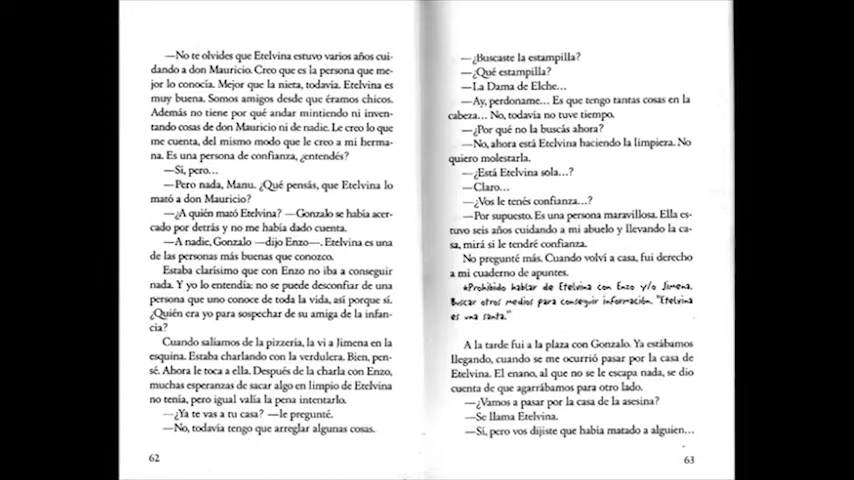 —No te olvides que Etelvina estuvo varios años cui-
dando a don Mauricio. Creo que es la persona que me-
jor lo conocía. Mejor que la nieta, todavía. Etelvina es
muy buena. Somos amigos desde que éramos chicos.
Además no tiene por qué andar mintiendo ni inven-
tando cosas de don Mauricio ni de nadie. Le creo lo que
me cuenta, del mismo modo que le creo a mi herma-
na. Es una persona de confianza, ¿entendés?
—Sí, pero...
—Pero nada, Manu. ¿Qué pensás, que Etelvina lo
mató a don Mauricio?
—¿A quién mató Etelvina? —Gonzalo se había acer-
cado por detrás y no me había dado cuenta.
—A nadie, Gonzalo —dijo Enzo—. Etelvina es una
de las personas más buenas que conozco.
Estaba clarísimo que con Enzo no iba a conseguir
nada. Y yo lo entendía: no se puede desconfiar de una
persona que uno conoce de toda la vida, así porque sí.
¿Quién era yo para sospechar de su amiga de la infan-
cia?
Cuando salíamos de la pizzería, la vi a Jimena en la
esquina. Estaba charlando con la verdulera. Bien, pen-
sé. Ahora le toca a ella. Después de la charla con Enzo,
muchas esperanzas de sacar algo en limpio de Etelvina
no tenía, pero igual valía la pena intentarlo.
—¿Ya te vas a tu casa? —le pregunté.
—No, todavía tengo que arreglar algunas cosas.
62
—¿Buscaste la estampilla?
—¿Qué estampilla?
—La Dama de Elche...
—Ay, perdoname... Es que tengo tantas cosas en la
cabeza... No, todavía no tuve tiempo.
—¿Por qué no la buscás ahora?
—No, ahora está Etelvina haciendo la limpieza. No
quiero molestarla.
—¿Está Etelvina sola...?
—Claro...
—¿Vos le tenés confianza...?
—Por supuesto. Es una persona maravillosa. Ella es-
tuvo seis años cuidando a mi abuelo y llevando la ca-
sa, mirá si le tendré confianza.
No pregunté más. Cuando volví a casa, fui derecho
a mi cuaderno de apuntes.
*Prohibido hablar de Etelvina con Enzo y/o Jimena.
Buscar otros medios para conseguir información. "Etelvina
es una santa."
A la tarde fui a la plaza con Gonzalo. Ya estábamos
llegando, cuando se me ocurrió pasar por la casa de
Etelvina. El enano, al que no se le escapa nada, se dio
cuenta de que agarrábamos para otro lado.
—¿Vamos a pasar por la casa de la asesina?
—Se llama Etelvina.
—Sí, pero vos dijiste que había matado a alguien...
63